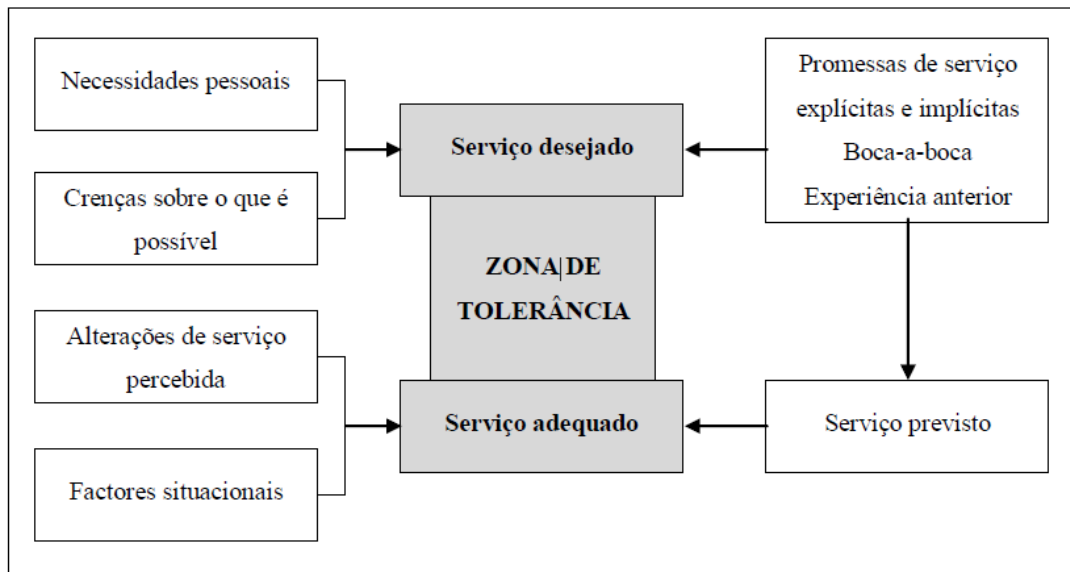 Necessidades pessoais
Crenças sobre o que é
possível
Alterações de serviço
percebida
Factores situacionais
Serviço desejado
ZONA DE
TOLERÂNCIA
Serviço adequado
Promessas de serviço
explícitas e implícitas
Boca-a-boca
Experiência anterior
Serviço previsto